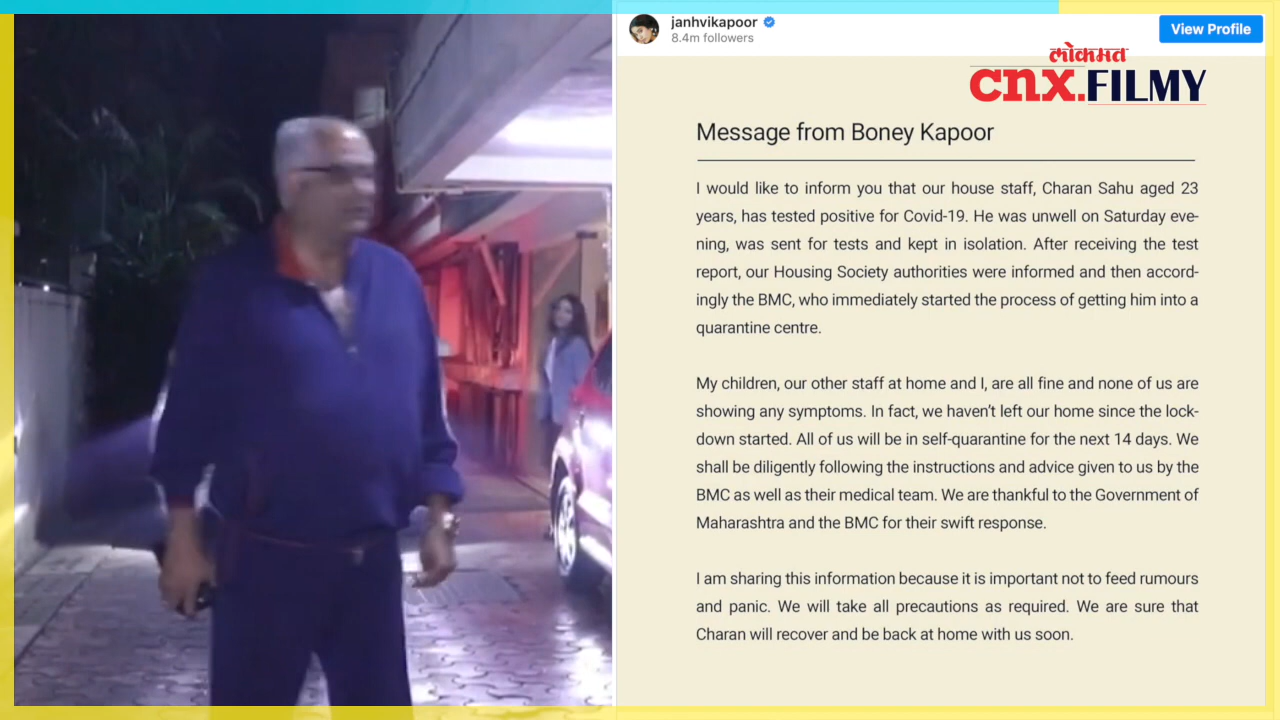 janhvikapoor
8.4m followers
View Profile
लोकमत
cnx.FILMY
Message from Boney Kapoor
I would like to inform you that our house staff, Charan Sahu aged 23
years, has tested positive for Covid-19. He was unwell on Saturday eve-
ning, was sent for tests and kept in isolation. After receiving the test
report, our Housing Society authorities were informed and then accord-
ingly the BMC, who immediately started the process of getting him into a
quarantine centre.
My children, our other staff at home and I, are all fine and none of us are
showing any symptoms. In fact, we haven't left our home since the lock-
down started. All of us will be in self-quarantine for the next 14 days. We
shall be diligently following the instructions and advice given to us by the
BMC as well as their medical team. We are thankful to the Government of
Maharashtra and the BMC for their swift response.
I am sharing this information because it is important not to feed rumours
and panic. We will take all precautions as required. We are sure that
Charan will recover and be back at home with us soon.